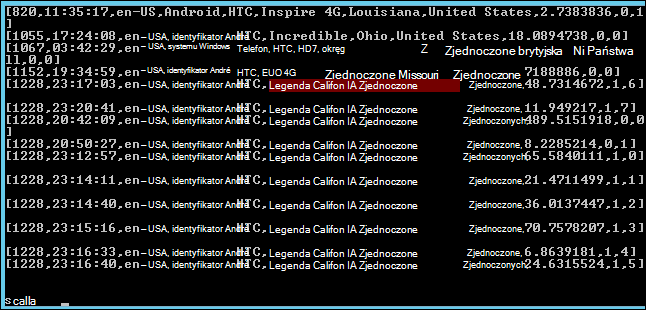 [820,11:35:17,en-US,Android,HTC,Inspire 4G,Louisiana,United States,2.7383836,0,1
]
[1055,17:24:08,en-USA, identyfikator André HTC,Incredible,Ohio,United States,18.0894738,0,0]
[1067,03:42:29,en-USA, systemu Windows Telefon, HTC, HD7, okręg Z Zjednoczone brytyjska Ni Państwa
ll,0,0]
[1152,19:34:59,en-USA, identyfikator André HTC, EUO 4G Zjednoczone Missouri Zjednoczone 7188886,0,0]
[1228,23:17:03,en-USA, identyfikator André HTC, Legenda Califon IA Zjednoczone Zjednoczone,48.7314672,1,6]
[1228,23:20:41,en-USA, identyfikator André HTC, Legenda Califon IA Zjednoczone Zjednoczone,11.949217,1,7]
[1228,20:42:09,en-USA, identyfikator André HTC, Legenda Califon IA Zjednoczone Zjednoczonych489.5151918,0,0
]
[1228,20:50:27,en-USA, identyfikator André HTC, Legenda Califon IA Zjednoczone Zjednoczone,8.2285214,0,1]
[1228,23:12:57,en-USA, identyfikator André HTC, Legenda Califon IA Zjednoczone Zjednoczonych65.5840111,1,0]
[1228,23:14:11,en-USA, identyfikator André HTC, Legenda Califon IA Zjednoczone Zjednoczone,21.4711499,1,1]
[1228,23:14:40,en-USA, identyfikator André HTC, Legenda Califon IA Zjednoczone Zjednoczone,36.0137447,1,2]
[1228,23:15:16,en-USA, identyfikator André HTC, Legenda Califon IA Zjednoczone Zjednoczone,70.7578207,1,3]
[1228,23:16:33,en-USA, identyfikator André HTC, Legenda Califon IA Zjednoczone Zjednoczone,6.8639181,1,4]
[1228,23:16:40,en-USA, identyfikator André HTC, Legenda Califon IA Zjednoczone Zjednoczonych24.6315524,1,5]
s calla